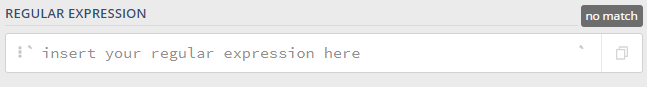 REGULAR EXPRESSION no match
⋮` insert your regular expression here `